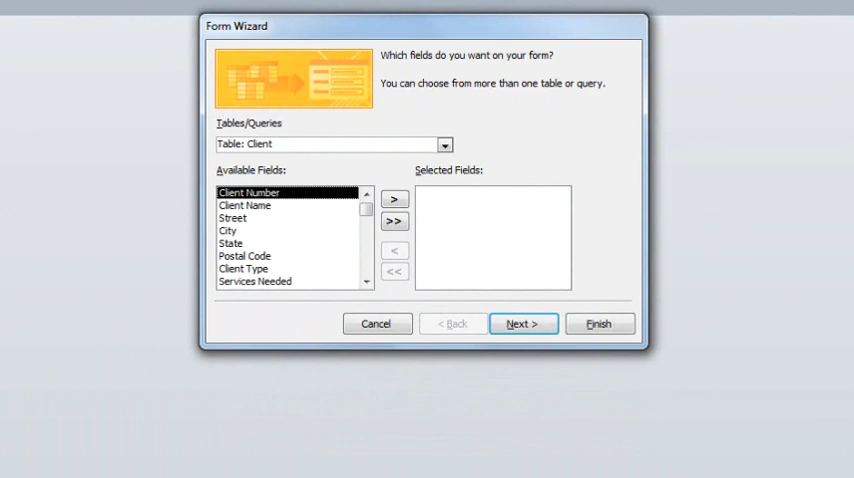 Form Wizard
Which fields do you want on your form?
You can choose from more than one table or query.
Tables/Queries
Table: Client
Available Fields:
Selected Fields:
Client Number
Client Name
Street
City
State
Postal Code
Client Type
Services Needed
>
>>
<
<<
Cancel
< Back
Next >
Finish